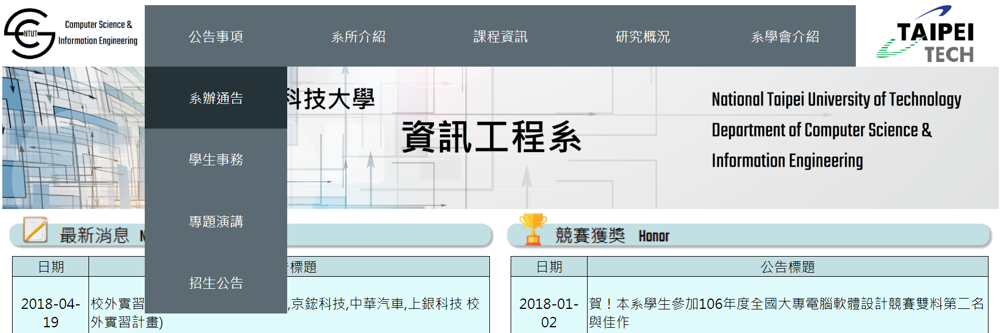 NTUT
Computer Science &
Information Engineering
公告事項
系所介紹
課程資訊
研究概況
系學會介紹
TAIPEI
TECH
系辦通告
學生事務
專題演講
招生公告
科技大學
資訊工程系
National Taipei University of Technology
Department of Computer Science &
Information Engineering
最新消息
競賽獲獎 Honor
日期
標題
2018-04-
19
校外實習
,京鋐科技,中華汽車,上銀科技 校
外實習計畫)
日期
公告標題
2018-01-
02
賀！本系學生參加106年度全國大專電腦軟體設計競賽雙料第二名
與佳作